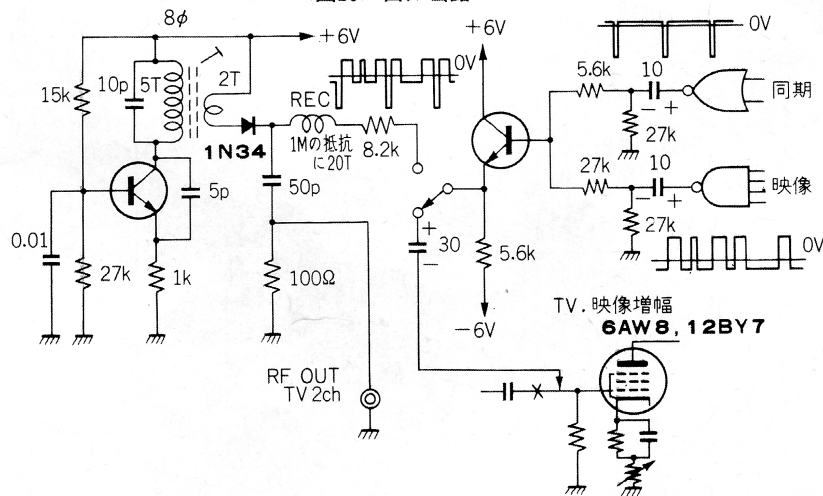 8φ
+6V
10p
5T
2T
15k
1N34
REC
1Mの抵抗
に20T
8.2k
0V
5p
50p
0.01
27k
1k
100Ω
RF OUT
TV 2ch
+6V
5.6k
10
同期
27k
0V
27k
10
映像
27k
0V
30
5.6k
-6V
TV.映像増幅
6AW8, 12BY7